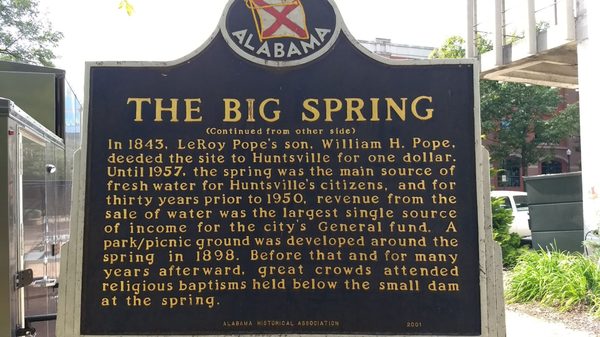 ALABAMA
THE BIG SPRING
(Continued from other side)
In 1843, LeRoy Pope's son, William H. Pope,
deeded the site to Huntsville for one dollar.
Until 1957, the spring was the main source of
fresh water for Huntsville's citizens, and for
thirty years prior to 1950, revenue from the
sale of water was the largest single source
of income for the city's General fund. A
park/picnic ground was developed around the
spring in 1898. Before that and for many
years afterward, great crowds attended
religious baptisms held below the small dam
at the spring.
ALABAMA HISTORICAL ASSOCIATION 2001